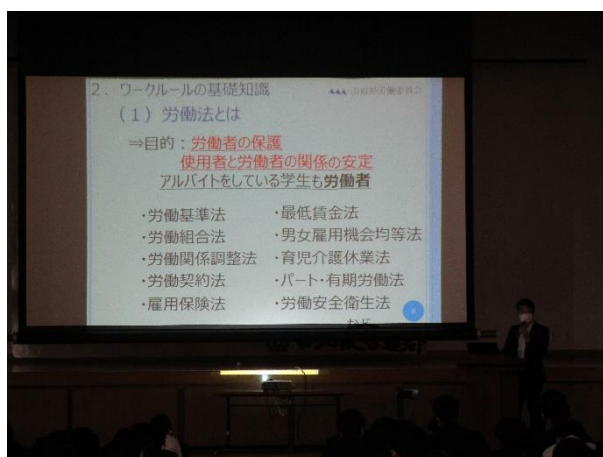 2．ワークルールの基礎知識
（1）労働法とは
⇒目的：労働者の保護
使用者と労働者の関係の安定
アルバイトをしている学生も労働者
・労働基準法
・労働組合法
・労働関係調整法
・労働契約法
・雇用保険法
・最低賃金法
・男女雇用機会均等法
・育児介護休業法
・パート・有期労働法
・労働安全衛生法
など